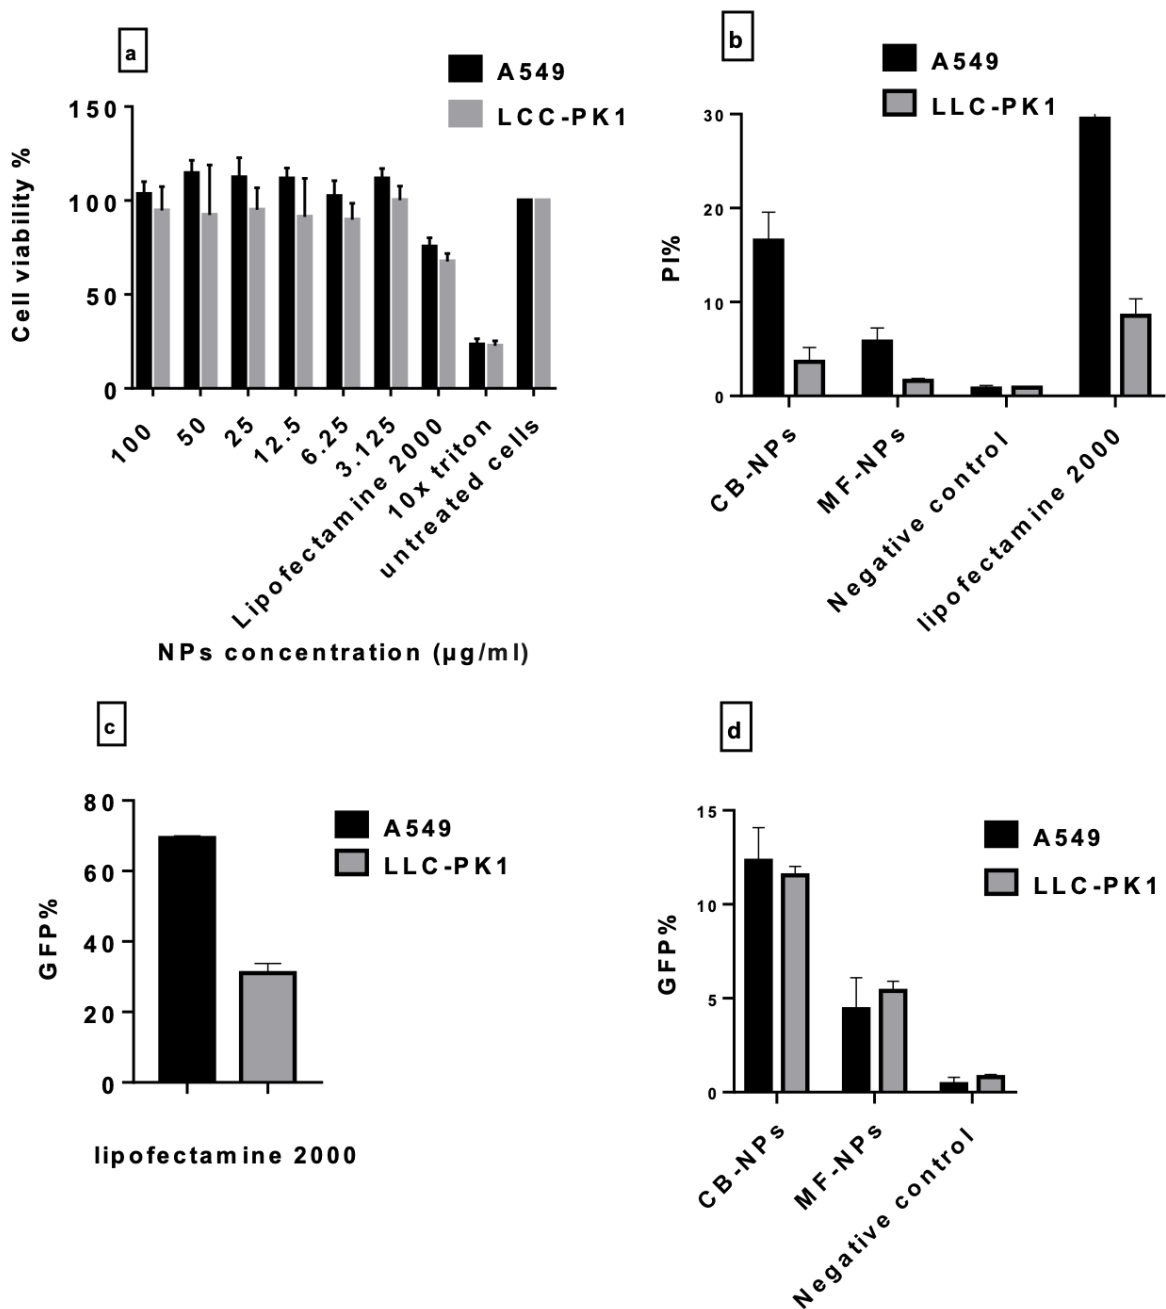 a
A549
LCC-PK1
Cell viability %
150
100
50
0
100
50
25
12.5
6.25
3.125
Lipofectamine 2000
10x triton
untreated cells
NPs concentration (µg/ml)
b
A549
LLC-PK1
PI%
30
20
10
0
CB-NPs
MF-NPs
Negative control
lipofectamine 2000
c
A549
LLC-PK1
GFP%
80
60
40
20
0
lipofectamine 2000
d
A549
LLC-PK1
GFP%
15
10
5
0
CB-NPs
MF-NPs
Negative control